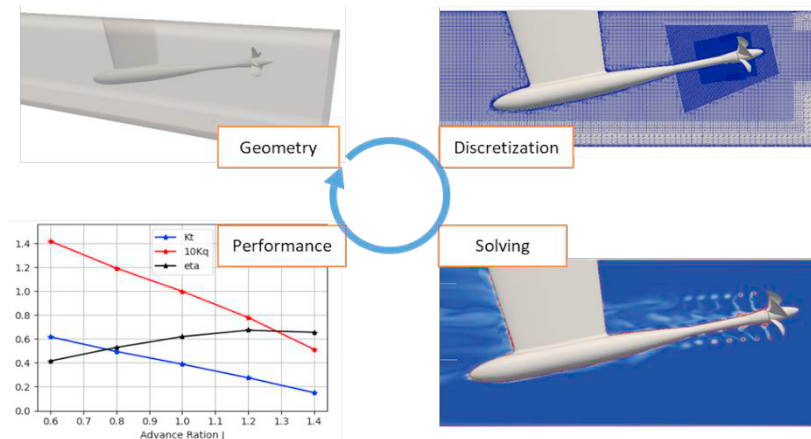 Geometry
Discretization
Performance
Solving
Kt
10Kq
eta
1.4
1.2
1.0
0.8
0.6
0.4
0.2
0.0
0.6 0.7 0.8 0.9 1.0 1.1 1.2 1.3 1.4
Advance Ration J